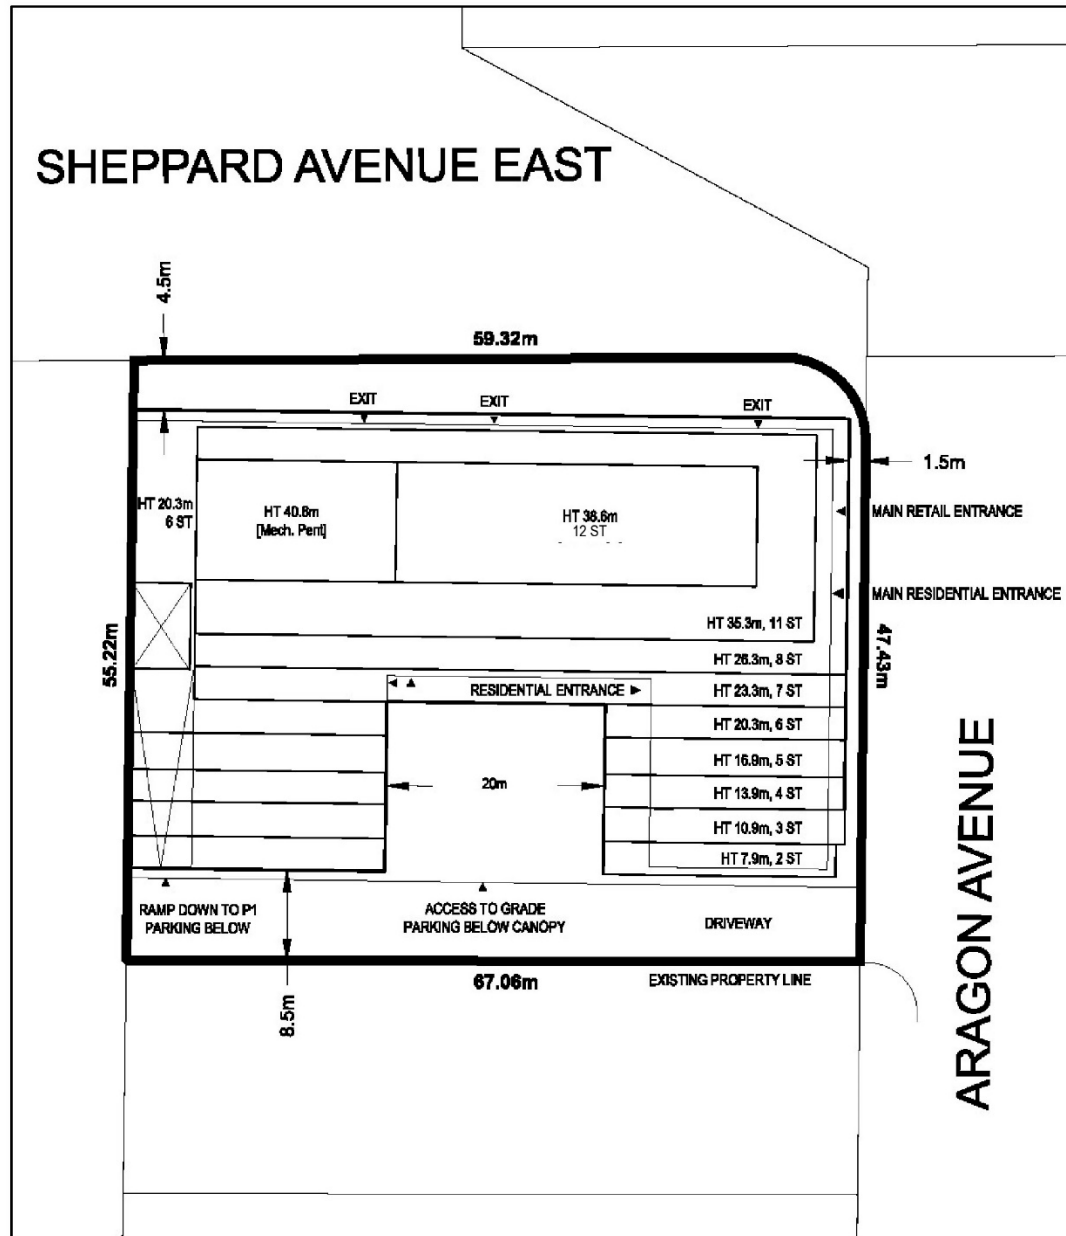 SHEPPARD AVENUE EAST
4.5m
59.32m
EXIT
EXIT
EXIT
1.5m
HT 20.3m
6 ST
HT 40.8m
[Mech. Pent]
HT 38.6m
12 ST
MAIN RETAIL ENTRANCE
MAIN RESIDENTIAL ENTRANCE
HT 35.3m, 11 ST
55.22m
47.43m
HT 26.3m, 8 ST
RESIDENTIAL ENTRANCE
HT 23.3m, 7 ST
HT 20.3m, 6 ST
HT 16.9m, 5 ST
20m
HT 13.9m, 4 ST
HT 10.9m, 3 ST
HT 7.9m, 2 ST
ARAGON AVENUE
RAMP DOWN TO P1
PARKING BELOW
ACCESS TO GRADE
PARKING BELOW CANOPY
DRIVEWAY
67.06m
EXISTING PROPERTY LINE
8.5m